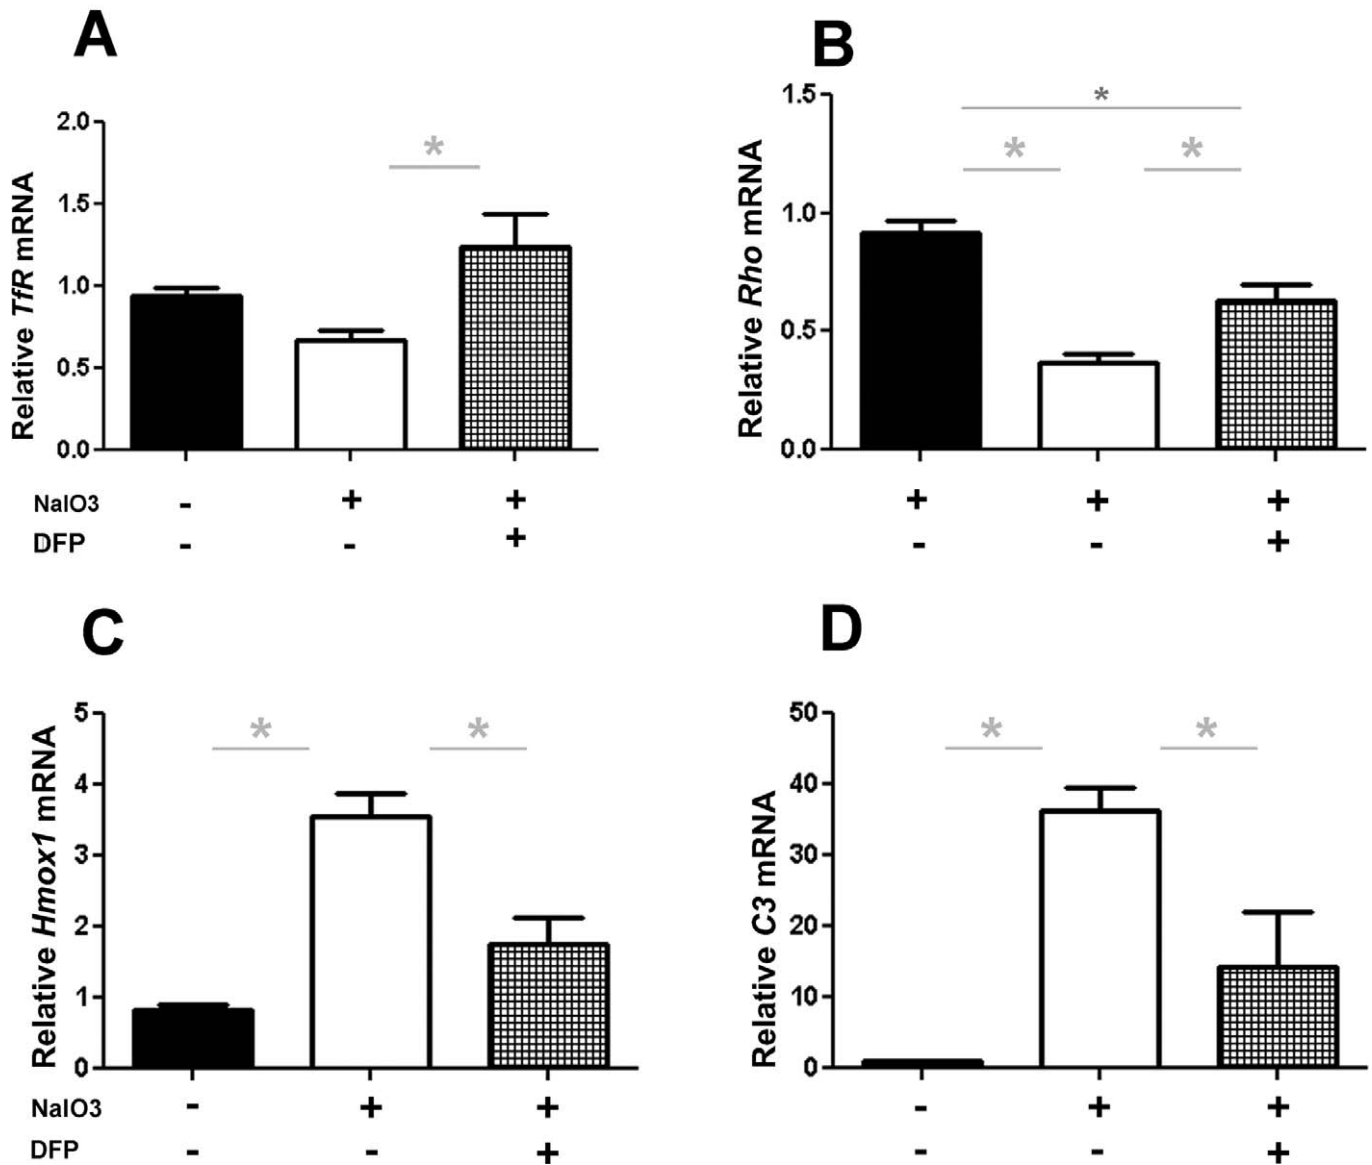 A
B
Relative TfR mRNA
2.0
1.5
1.0
0.5
0.0
*
NaIO3 - + +
DFP - - +
Relative Rho mRNA
1.5
1.0
0.5
0.0
*
* *
+ + +
- - +
C
D
Relative Hmox1 mRNA
5
4
3
2
1
0
* *
NaIO3 - + +
DFP - - +
Relative C3 mRNA
50
40
30
20
10
0
* *
- + +
- - +